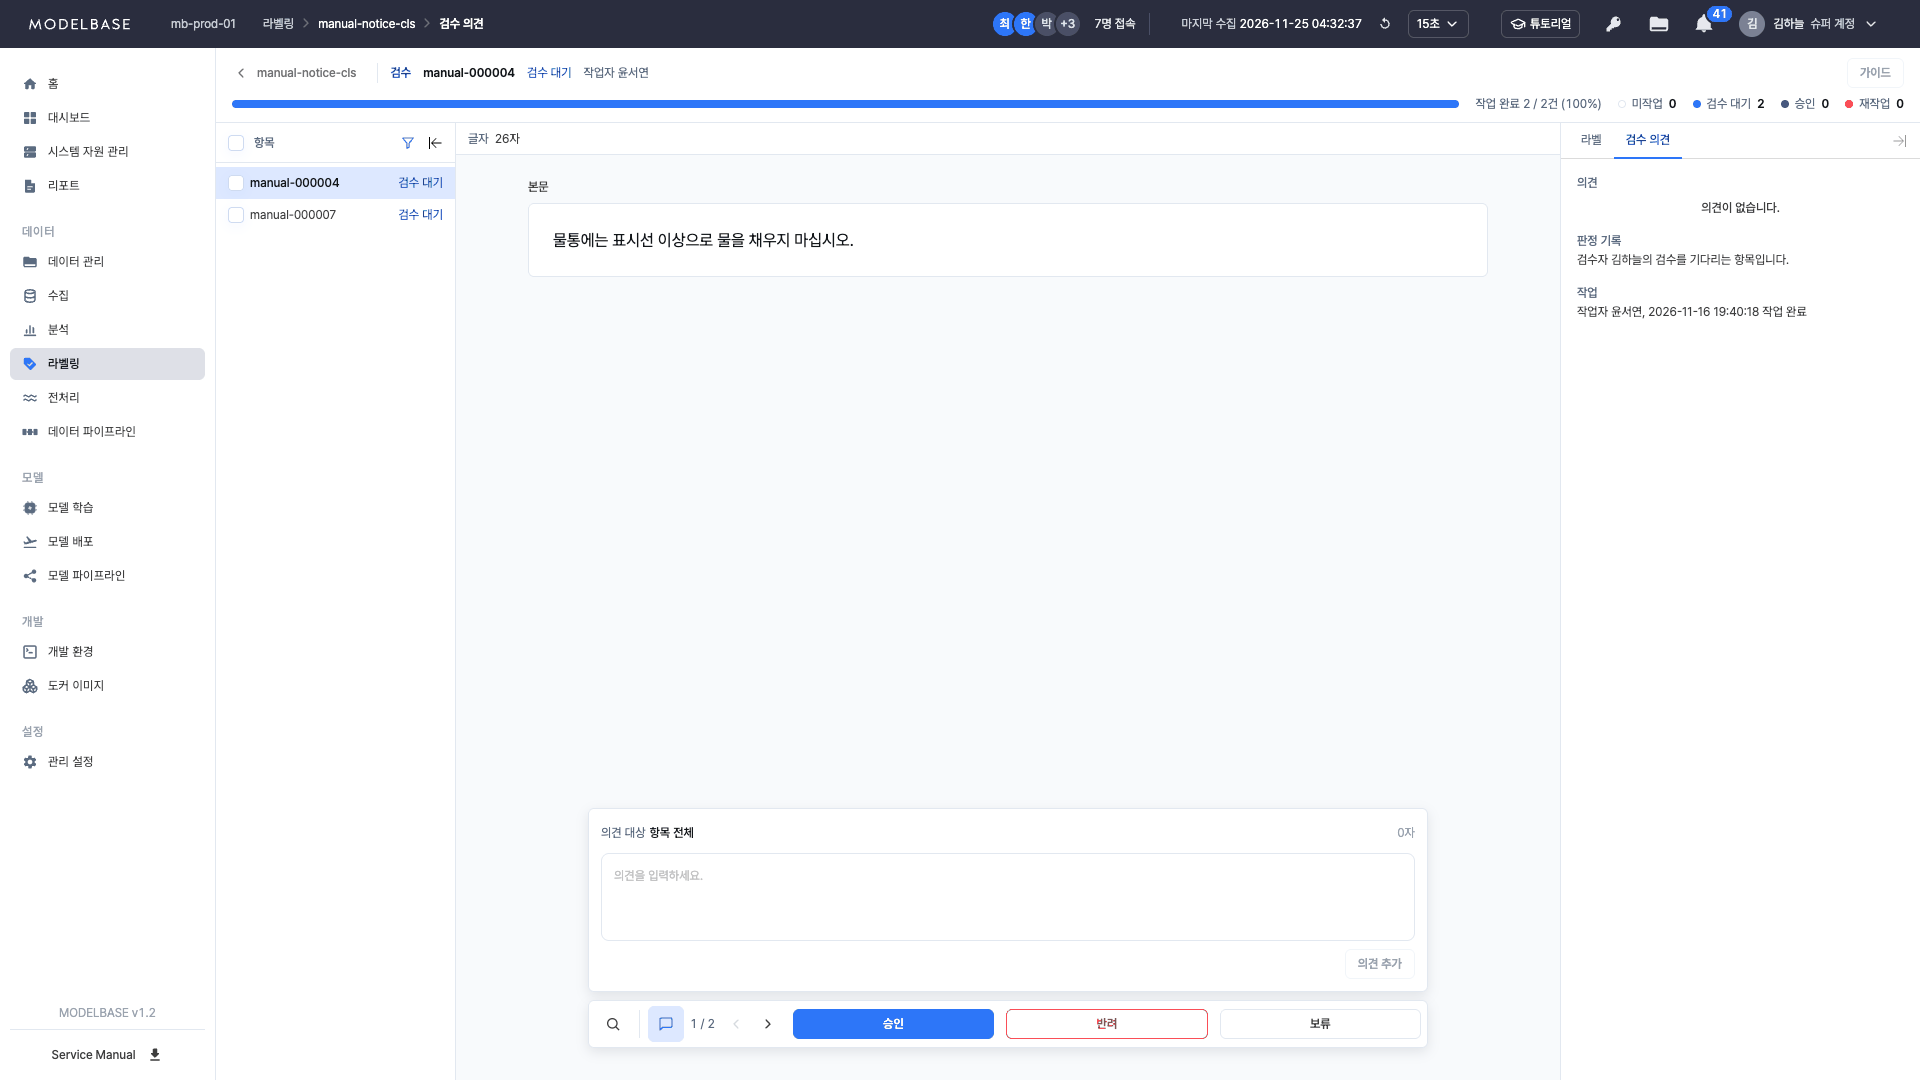 MODELBASE
mb-prod-01
라벨링
manual-notice-cls
검수 의견
최
한
박
+3
7명 접속
마지막 수집 2026-11-25 04:32:37
15초
튜토리얼
41
김
김하늘 슈퍼 계정
홈
대시보드
시스템 자원 관리
리포트
데이터
데이터 관리
수집
분석
라벨링
전처리
데이터 파이프라인
모델
모델 학습
모델 배포
모델 파이프라인
개발
개발 환경
도커 이미지
설정
관리 설정
MODELBASE v1.2
Service Manual
manual-notice-cls
검수 manual-000004 검수 대기 작업자 윤서연
가이드
작업 완료 2 / 2건 (100%)
미작업 0
검수 대기 2
승인 0
재작업 0
항목
manual-000004 검수 대기
manual-000007 검수 대기
글자 26자
본문
물통에는 표시선 이상으로 물을 채우지 마십시오.
의견 대상 항목 전체
0자
의견을 입력하세요.
의견 추가
1 / 2
승인
반려
보류
라벨
검수 의견
의견
의견이 없습니다.
판정 기록
검수자 김하늘의 검수를 기다리는 항목입니다.
작업
작업자 윤서연, 2026-11-16 19:40:18 작업 완료